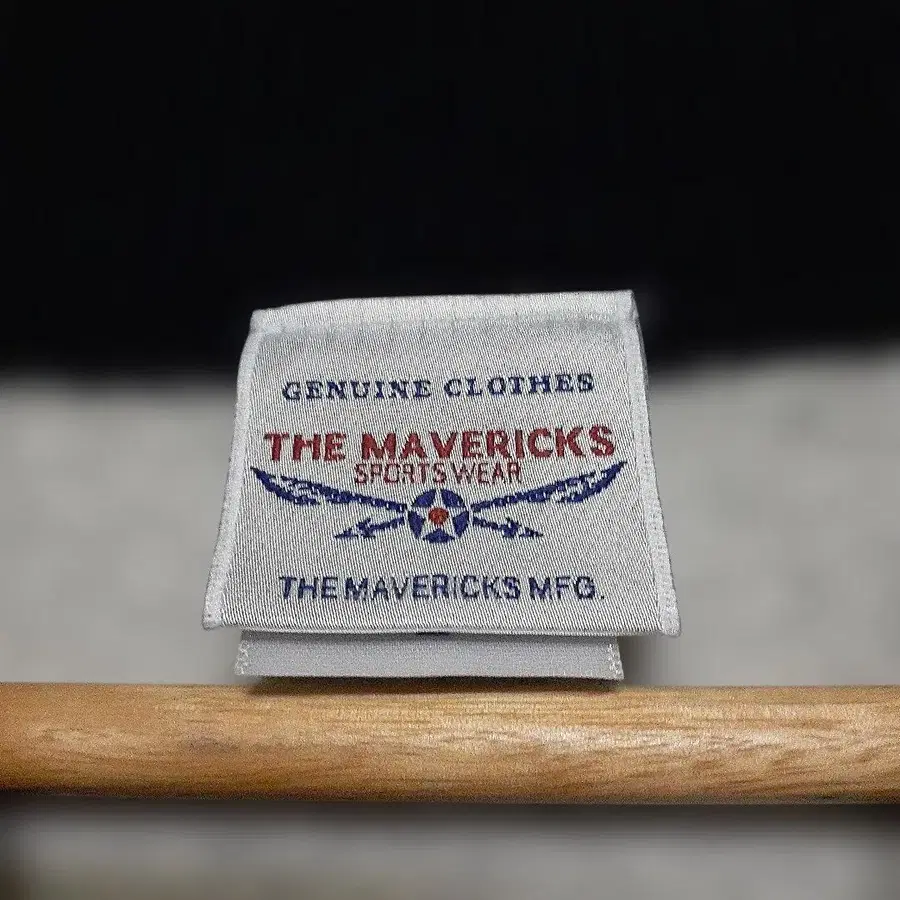 GENUINE CLOTHES
THE MAVERICKS
SPORTS WEAR
THE MAVERICKS MFG.